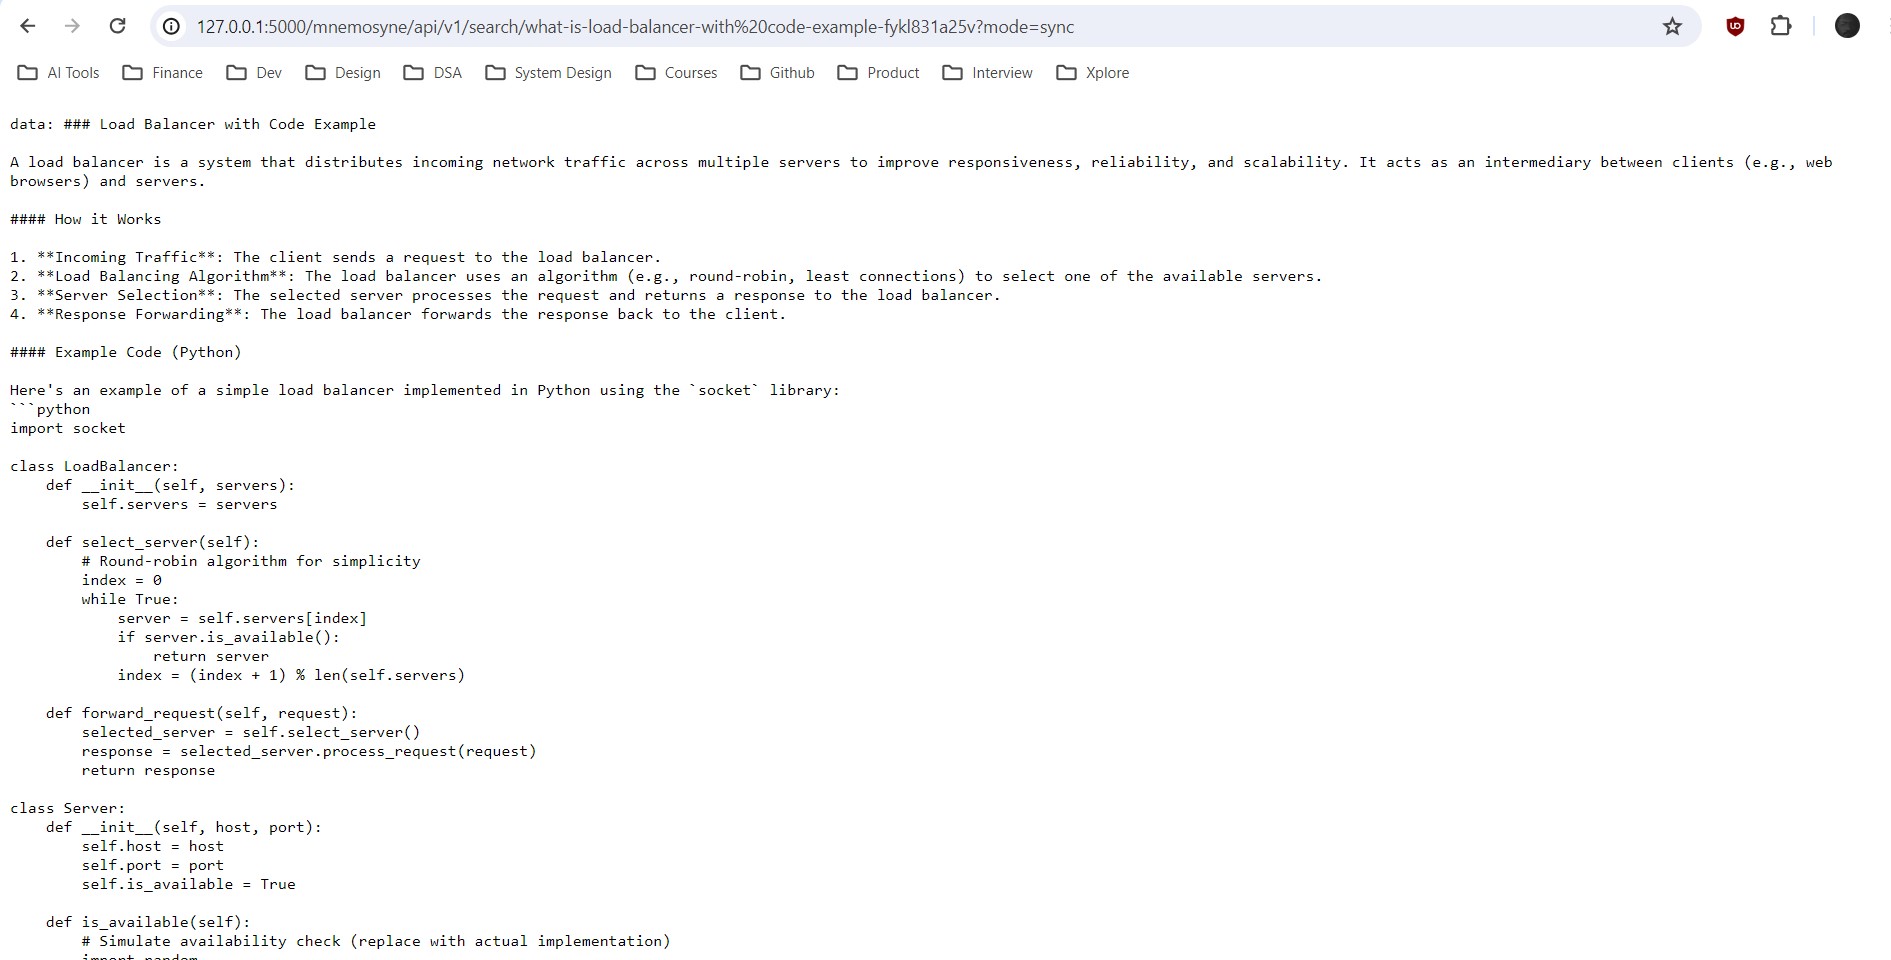 127.0.0.1:5000/mnemosyne/api/v1/search/what-is-load-balancer-with%20code-example-fykl831a25v?mode=sync
AI Tools Finance Dev Design DSA System Design Courses Github Product Interview Xplore
data: ### Load Balancer with Code Example
A load balancer is a system that distributes incoming network traffic across multiple servers to improve responsiveness, reliability, and scalability. It acts as an intermediary between clients (e.g., web
browsers) and servers.
#### How it Works
1. **Incoming Traffic**: The client sends a request to the load balancer.
2. **Load Balancing Algorithm**: The load balancer uses an algorithm (e.g., round-robin, least connections) to select one of the available servers.
3. **Server Selection**: The selected server processes the request and returns a response to the load balancer.
4. **Response Forwarding**: The load balancer forwards the response back to the client.
#### Example Code (Python)
Here's an example of a simple load balancer implemented in Python using the `socket` library:
```python
import socket
class LoadBalancer:
    def __init__(self, servers):
        self.servers = servers
    def select_server(self):
        # Round-robin algorithm for simplicity
        index = 0
        while True:
            server = self.servers[index]
            if server.is_available():
                return server
            index = (index + 1) % len(self.servers)
    def forward_request(self, request):
        selected_server = self.select_server()
        response = selected_server.process_request(request)
        return response
class Server:
    def __init__(self, host, port):
        self.host = host
        self.port = port
        self.is_available = True
    def is_available(self):
        # Simulate availability check (replace with actual implementation)
        import random